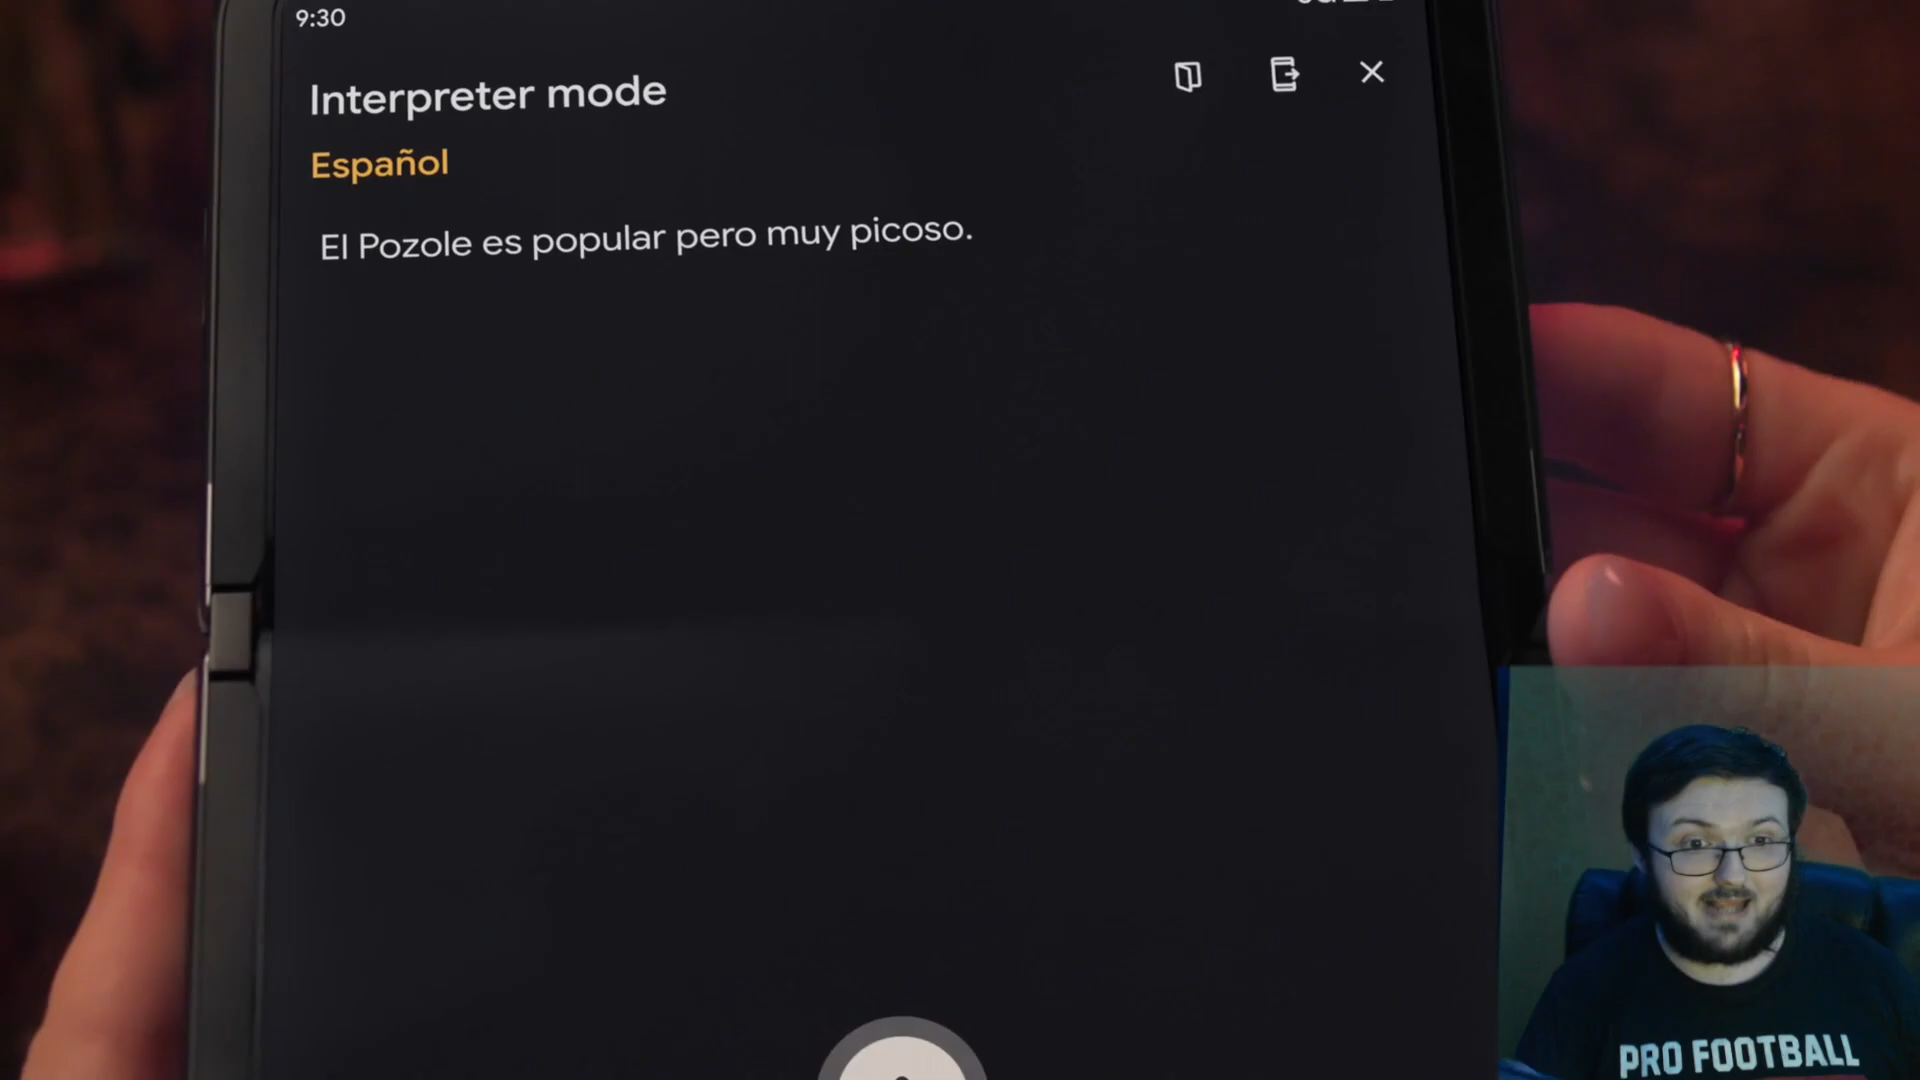 9:30
Interpreter mode
Español
El Pozole es popular pero muy picoso.
PRO FOOTBALL